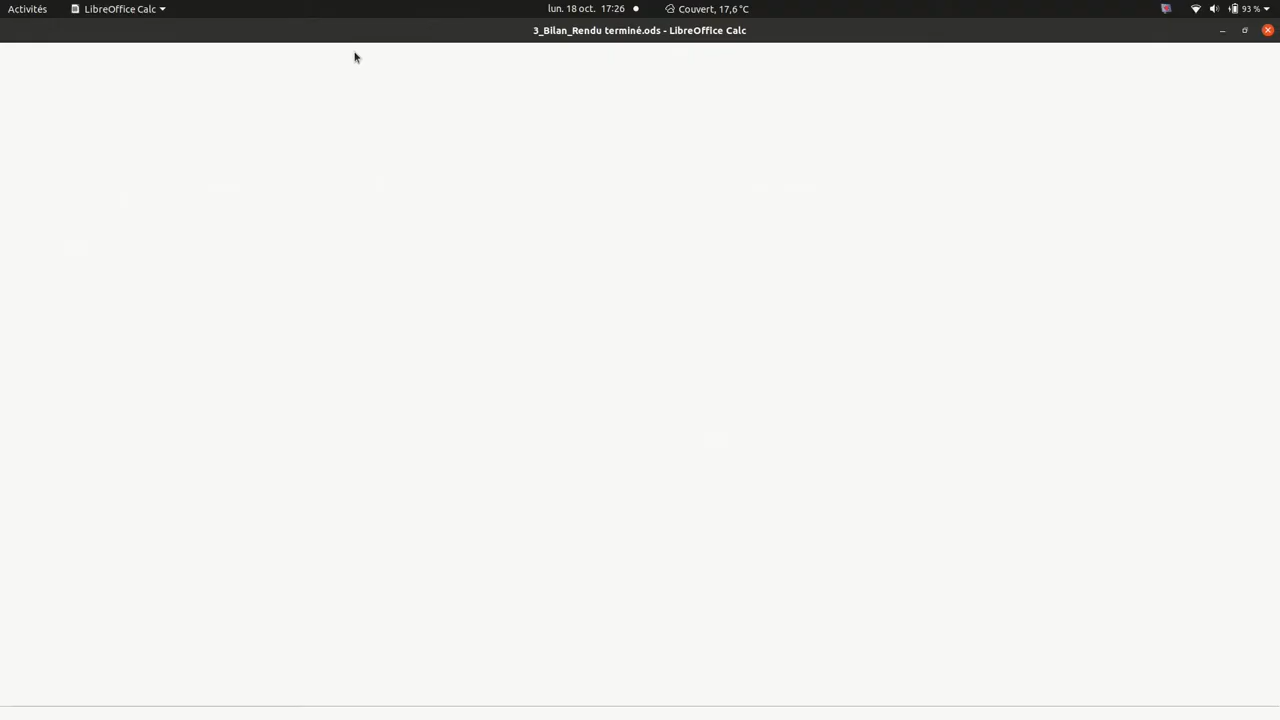 Activités LibreOffice Calc lun. 18 oct. 17:26 Couvert, 17,6 °C 93 %
3_Bilan_Rendu terminé.ods - LibreOffice Calc